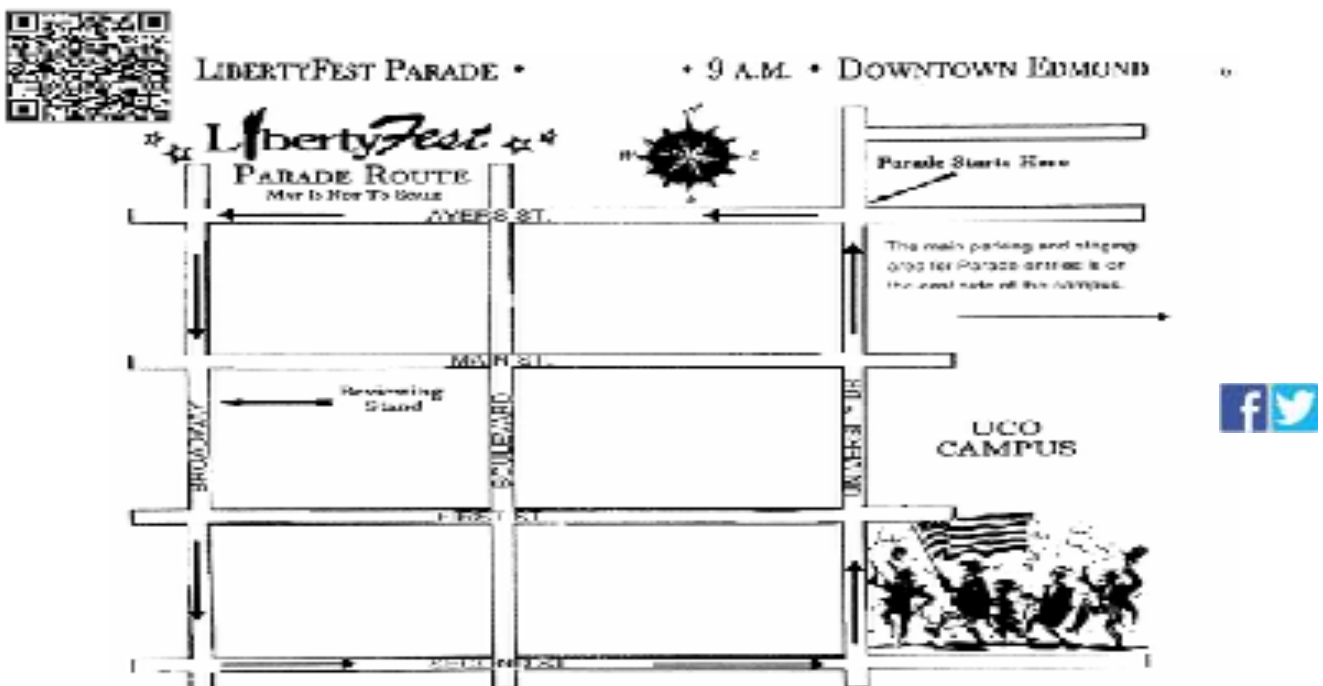 LIBERTYFEST PARADE • • 9 A.M. • DOWNTOWN EDMOND
LibertyFest
PARADE ROUTE
MAP IS NOT TO SCALE
W E
Parade Starts Here
AYERS ST.
The main parking and staging
area for Parade entries is on
the east side of the campus.
MAIN ST.
Reviewing
Stand
BROADWAY
BOULEVARD
UNIVERSITY DR
UCO
CAMPUS
FIRST ST.